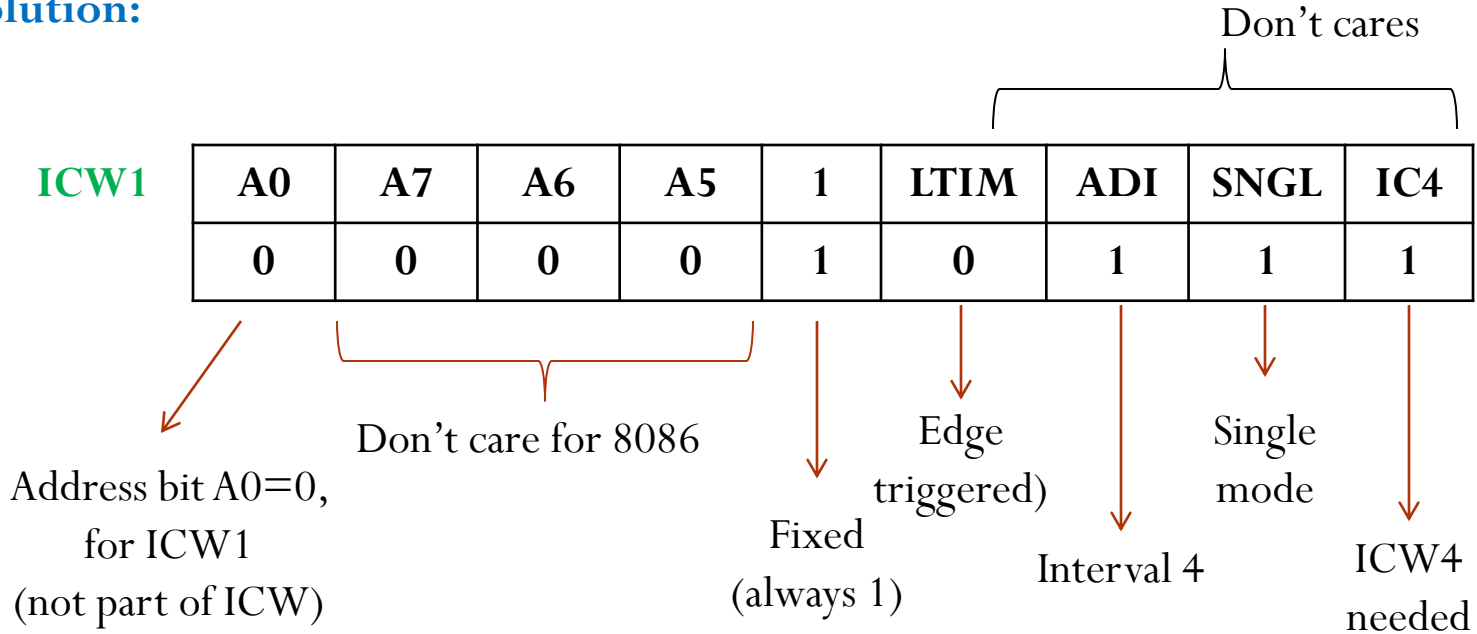 olution:
Don't cares
ICW1
A0 A7 A6 A5 1 LTIM ADI SNGL IC4
0 0 0 0 1 0 1 1 1
Address bit A0=0,
for ICW1
(not part of ICW)
Don't care for 8086
Fixed
(always 1)
Edge
triggered)
Interval 4
Single
mode
ICW4
needed